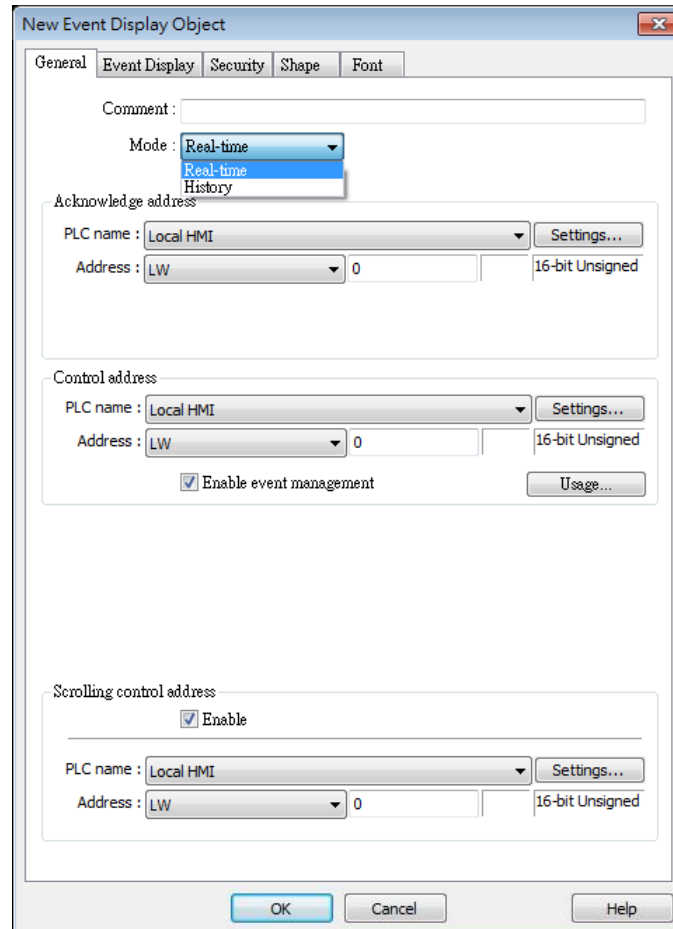 New Event Display Object
General Event Display Security Shape Font
Comment :
Mode : Real-time
Real-time
History
Acknowledge address
PLC name : Local HMI Settings...
Address : LW 0 16-bit Unsigned
Control address
PLC name : Local HMI Settings...
Address : LW 0 16-bit Unsigned
Enable event management Usage...
Scrolling control address
Enable
PLC name : Local HMI Settings...
Address : LW 0 16-bit Unsigned
OK Cancel Help